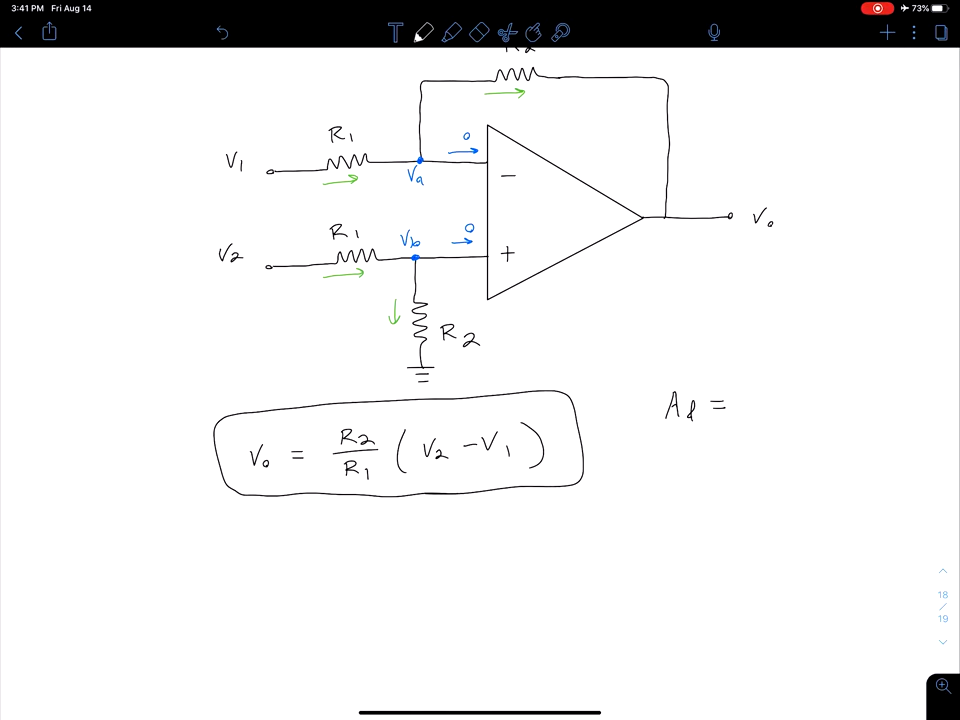 3:41 PM Fri Aug 14
73%
R2
R1
0
V1
Va
−
R1
Vb
0
V2
+
Vo
R2
Ad =
Vo = R2/R1 ( V2 − V1 )
18
/
19